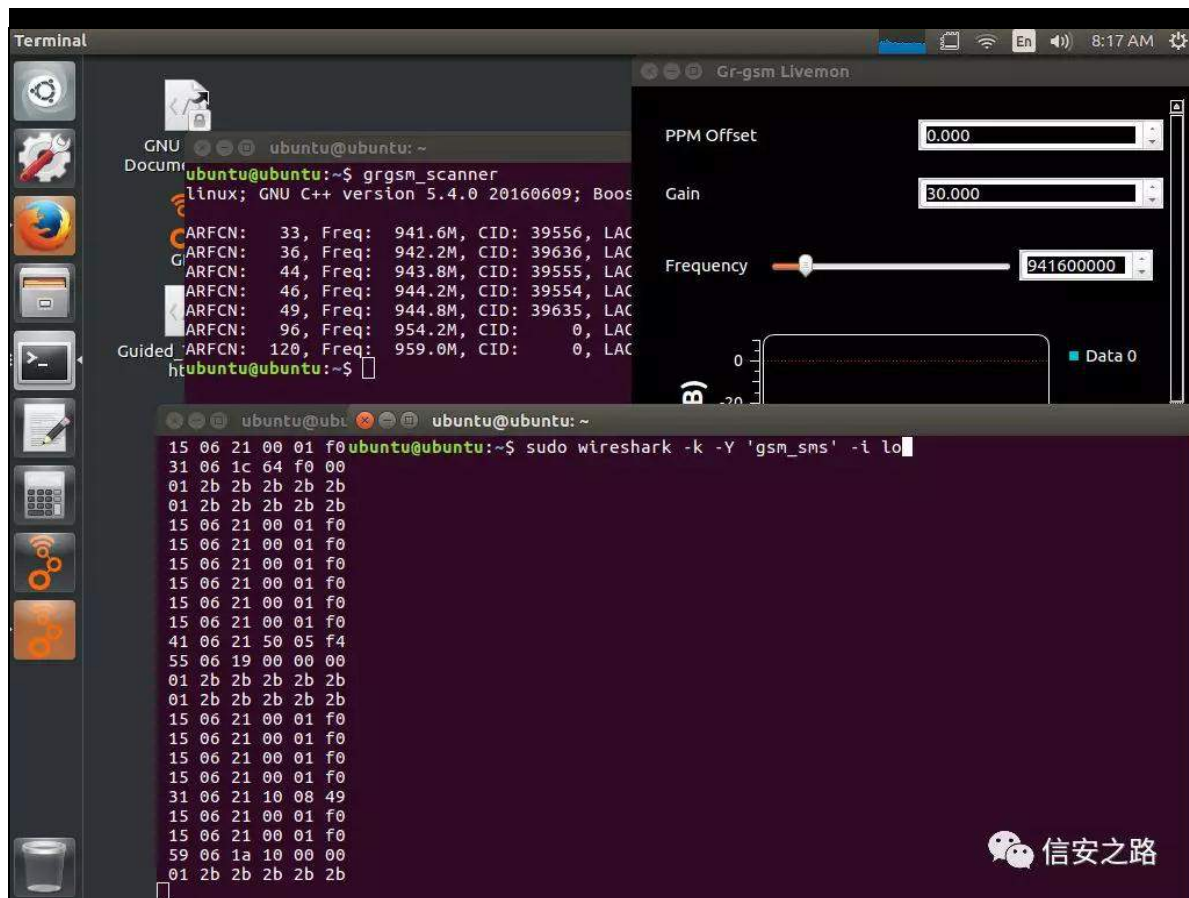 Terminal
En
8:17 AM
Gr-gsm Livemon
PPM Offset
0.000
Gain
30.000
Frequency
941600000
0
-20
Data 0
GNU
Docume
Guided_
ht
ubuntu@ubuntu: ~
ubuntu@ubuntu:~$ grgsm_scanner
linux; GNU C++ version 5.4.0 20160609; Boos
ARFCN:   33, Freq:  941.6M, CID: 39556, LAC
ARFCN:   36, Freq:  942.2M, CID: 39636, LAC
ARFCN:   44, Freq:  943.8M, CID: 39555, LAC
ARFCN:   46, Freq:  944.2M, CID: 39554, LAC
ARFCN:   49, Freq:  944.8M, CID: 39635, LAC
ARFCN:   96, Freq:  954.2M, CID:     0, LAC
ARFCN:  120, Freq:  959.0M, CID:     0, LAC
ubuntu@ubuntu:~$
ubuntu@ubu
ubuntu@ubuntu: ~
ubuntu@ubuntu:~$ sudo wireshark -k -Y 'gsm_sms' -i lo
15 06 21 00 01 f0
31 06 1c 64 f0 00
01 2b 2b 2b 2b 2b
01 2b 2b 2b 2b 2b
15 06 21 00 01 f0
15 06 21 00 01 f0
15 06 21 00 01 f0
15 06 21 00 01 f0
15 06 21 00 01 f0
15 06 21 00 01 f0
41 06 21 50 05 f4
55 06 19 00 00 00
01 2b 2b 2b 2b 2b
01 2b 2b 2b 2b 2b
15 06 21 00 01 f0
15 06 21 00 01 f0
15 06 21 00 01 f0
15 06 21 00 01 f0
31 06 21 10 08 49
15 06 21 00 01 f0
15 06 21 00 01 f0
59 06 1a 10 00 00
01 2b 2b 2b 2b 2b
信安之路